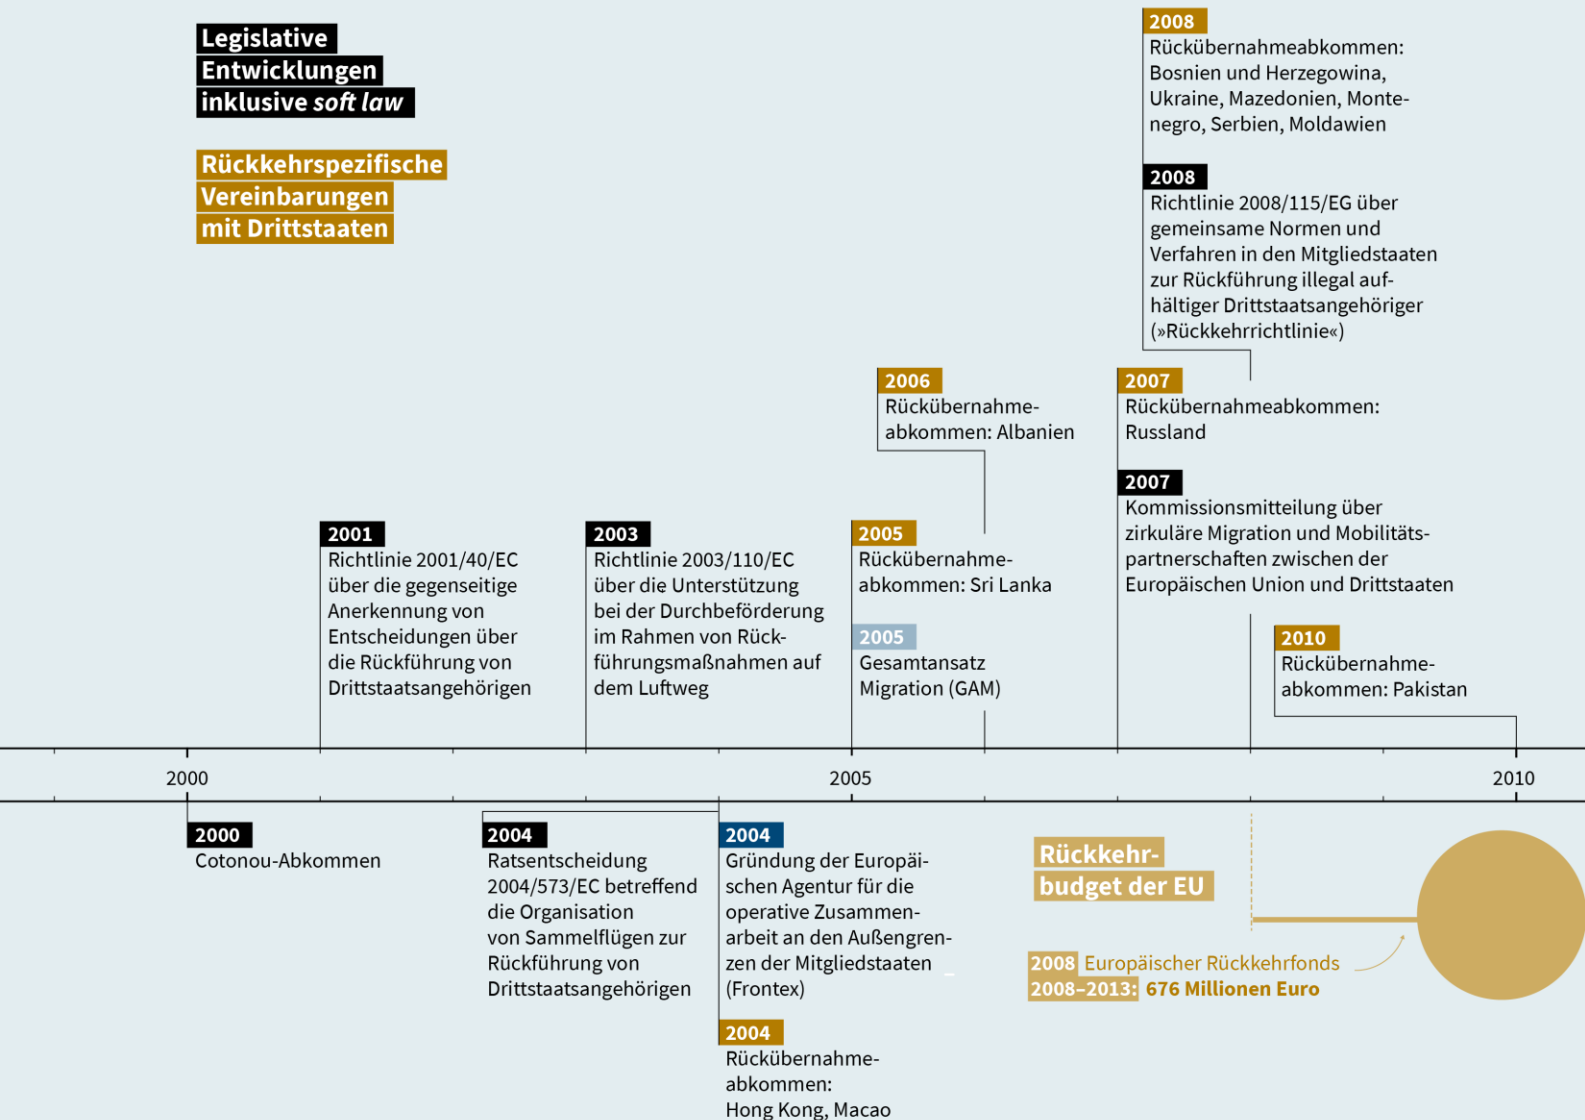 Legislative
Entwicklungen
inklusive soft law
Rückkehrspezifische
Vereinbarungen
mit Drittstaaten
2008
Rückübernahmeabkommen:
Bosnien und Herzegowina,
Ukraine, Mazedonien, Monte-
negro, Serbien, Moldawien
2008
Richtlinie 2008/115/EG über
gemeinsame Normen und
Verfahren in den Mitgliedstaaten
zur Rückführung illegal auf-
hältiger Drittstaatsangehöriger
(»Rückkehrrichtlinie«)
2006
Rückübernahme-
abkommen: Albanien
2007
Rückübernahmeabkommen:
Russland
2007
Kommissionsmitteilung über
zirkuläre Migration und Mobilitäts-
partnerschaften zwischen der
Europäischen Union und Drittstaaten
2001
Richtlinie 2001/40/EC
über die gegenseitige
Anerkennung von
Entscheidungen über
die Rückführung von
Drittstaatsangehörigen
2003
Richtlinie 2003/110/EC
über die Unterstützung
bei der Durchbeförderung
im Rahmen von Rück-
führungsmaßnahmen auf
dem Luftweg
2005
Rückübernahme-
abkommen: Sri Lanka
2005
Gesamtansatz
Migration (GAM)
2010
Rückübernahme-
abkommen: Pakistan
2000
2005
2010
2000
Cotonou-Abkommen
2004
Ratsentscheidung
2004/573/EC betreffend
die Organisation
von Sammelflügen zur
Rückführung von
Drittstaatsangehörigen
2004
Gründung der Europäi-
schen Agentur für die
operative Zusammen-
arbeit an den Außengren-
zen der Mitgliedstaaten
(Frontex)
2004
Rückübernahme-
abkommen:
Hong Kong, Macao
Rückkehr-
budget der EU
2008 Europäischer Rückkehrfonds
2008–2013: 676 Millionen Euro